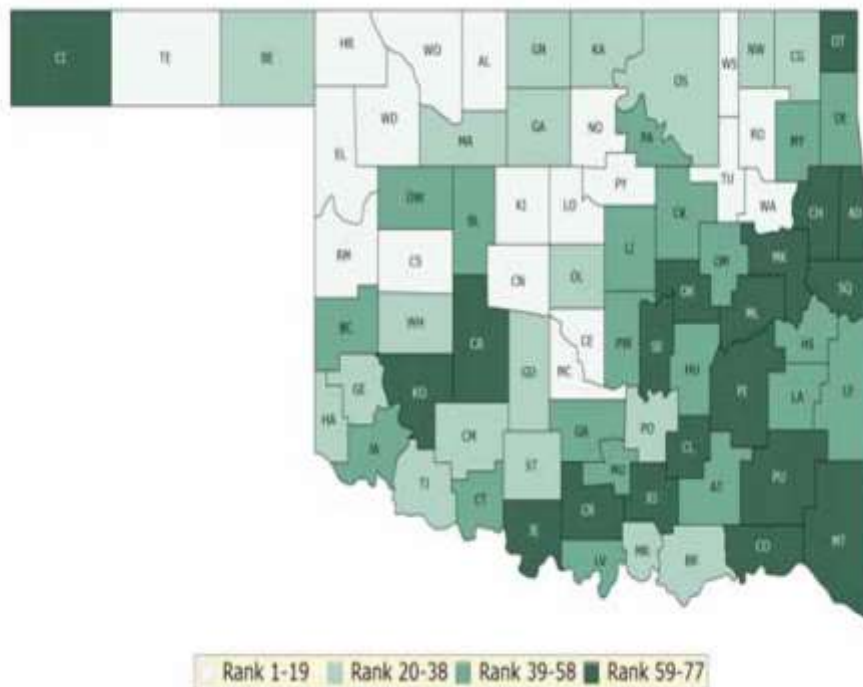 CI TE BE HR WO AL GN KA OS WS NW CG OT
EL WD MA GA NO PA RO MY DE
DW BL KI LO PY CK TU WA CH AD
RM CS CN OL LI OM MK SQ
BC WH CA GD CE PW SE OK ML HS
HA GE KO MC HU PI LA LF
JA CM ST GA PO CL PU
TI CT JE CR MU JO AT MT
LV MR BR CO
Rank 1-19 Rank 20-38 Rank 39-58 Rank 59-77